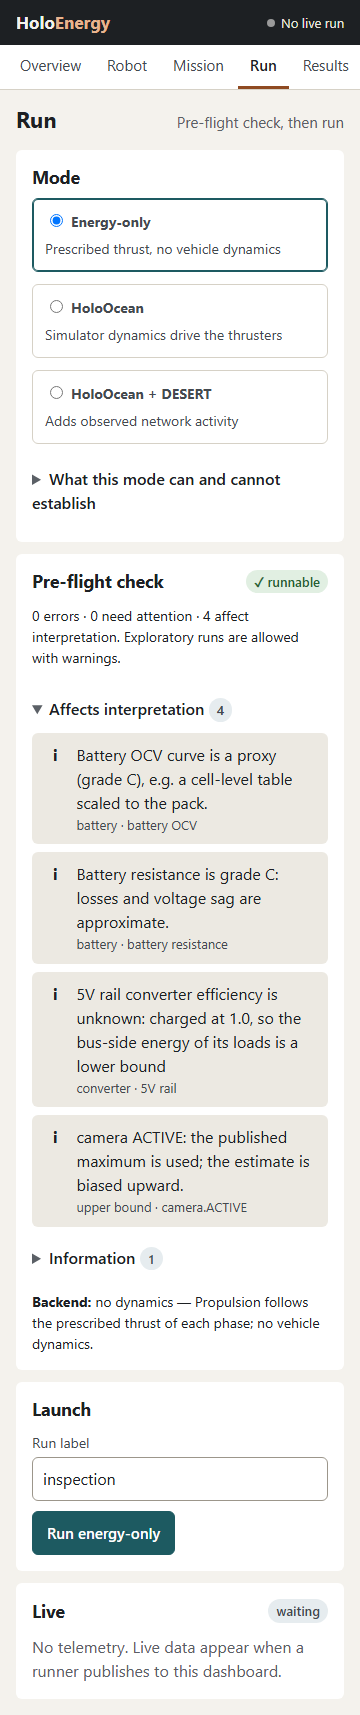 HoloEnergy
No live run
Overview Robot Mission Run Results
Run
Pre-flight check, then run
Mode
Energy-only
Prescribed thrust, no vehicle dynamics
HoloOcean
Simulator dynamics drive the thrusters
HoloOcean + DESERT
Adds observed network activity
What this mode can and cannot
establish
Pre-flight check
✓ runnable
0 errors · 0 need attention · 4 affect
interpretation. Exploratory runs are allowed
with warnings.
Affects interpretation 4
i Battery OCV curve is a proxy
(grade C), e.g. a cell-level table
scaled to the pack.
battery · battery OCV
i Battery resistance is grade C:
losses and voltage sag are
approximate.
battery · battery resistance
i 5V rail converter efficiency is
unknown: charged at 1.0, so the
bus-side energy of its loads is a
lower bound
converter · 5V rail
i camera ACTIVE: the published
maximum is used; the estimate is
biased upward.
upper bound · camera.ACTIVE
Information 1
Backend: no dynamics — Propulsion follows
the prescribed thrust of each phase; no vehicle
dynamics.
Launch
Run label
inspection
Run energy-only
Live
waiting
No telemetry. Live data appear when a
runner publishes to this dashboard.